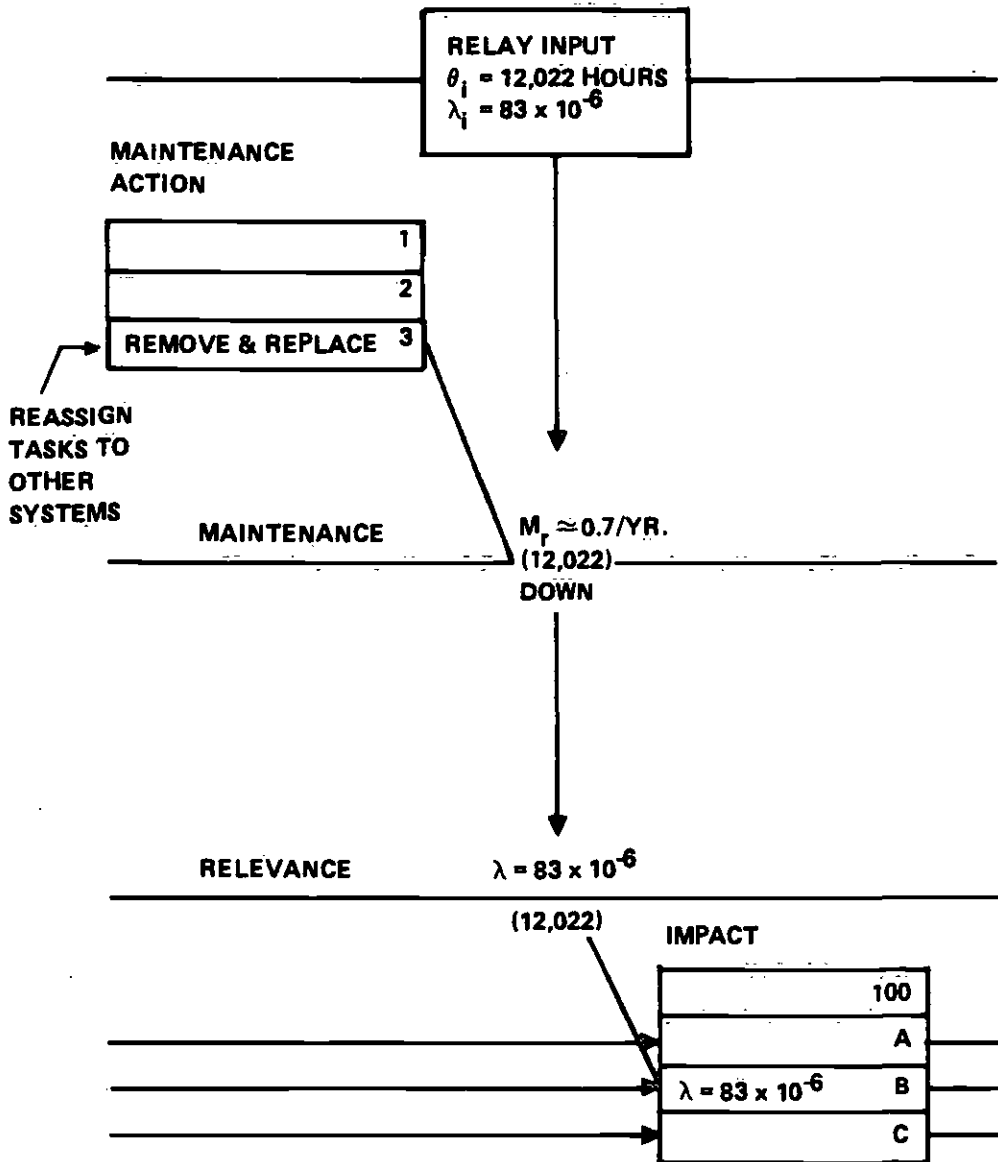 RELAY INPUT
θi = 12,022 HOURS
λi = 83 x 10-6
MAINTENANCE
ACTION
1
2
REMOVE & REPLACE 3
REASSIGN
TASKS TO
OTHER
SYSTEMS
MAINTENANCE
Mr ≃ 0.7/YR.
(12,022)
DOWN
RELEVANCE λ = 83 x 10-6
(12,022)
IMPACT
100
A
λ = 83 x 10-6 B
C